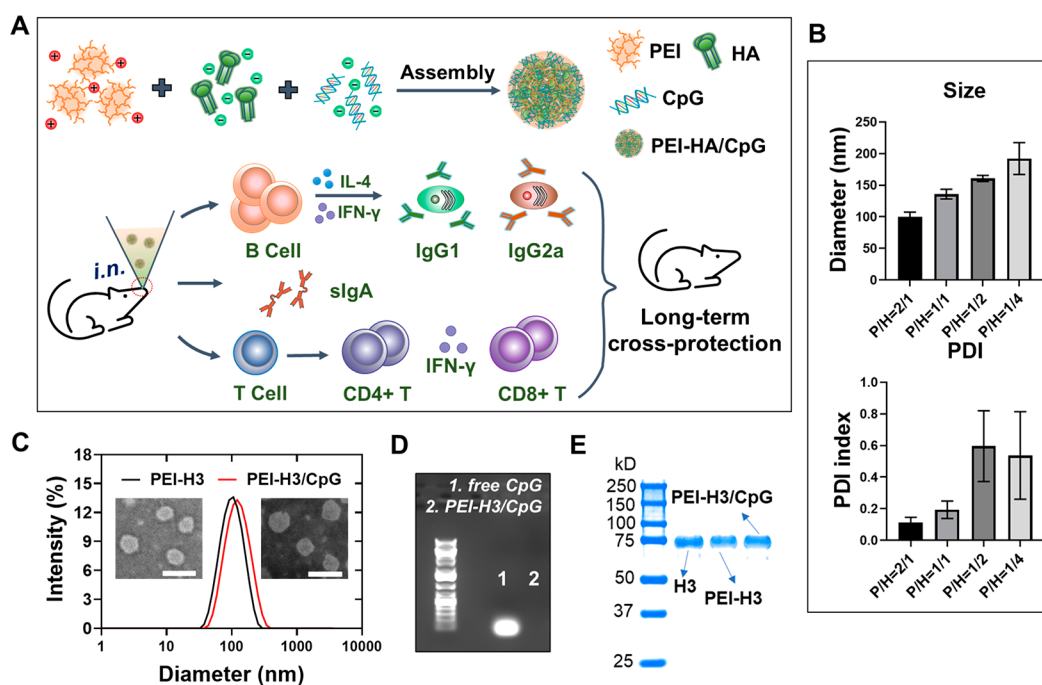 A
PEI
HA
Assembly
CpG
PEI-HA/CpG
i.n.
B Cell
IL-4
IFN-γ
IgG1
IgG2a
sIgA
T Cell
CD4+ T
IFN-γ
CD8+ T
Long-term
cross-protection
B
Size
Diameter (nm)
250
200
150
100
50
0
P/H=2/1
P/H=1/1
P/H=1/2
P/H=1/4
PDI
PDI index
1.0
0.8
0.6
0.4
0.2
0.0
P/H=2/1
P/H=1/1
P/H=1/2
P/H=1/4
C
Intensity (%)
18
15
12
9
6
3
0
PEI-H3
PEI-H3/CpG
1
10
100
1000
10000
Diameter (nm)
D
1. free CpG
2. PEI-H3/CpG
1 2
E
kD
250
150
100
75
50
37
25
PEI-H3/CpG
H3
PEI-H3